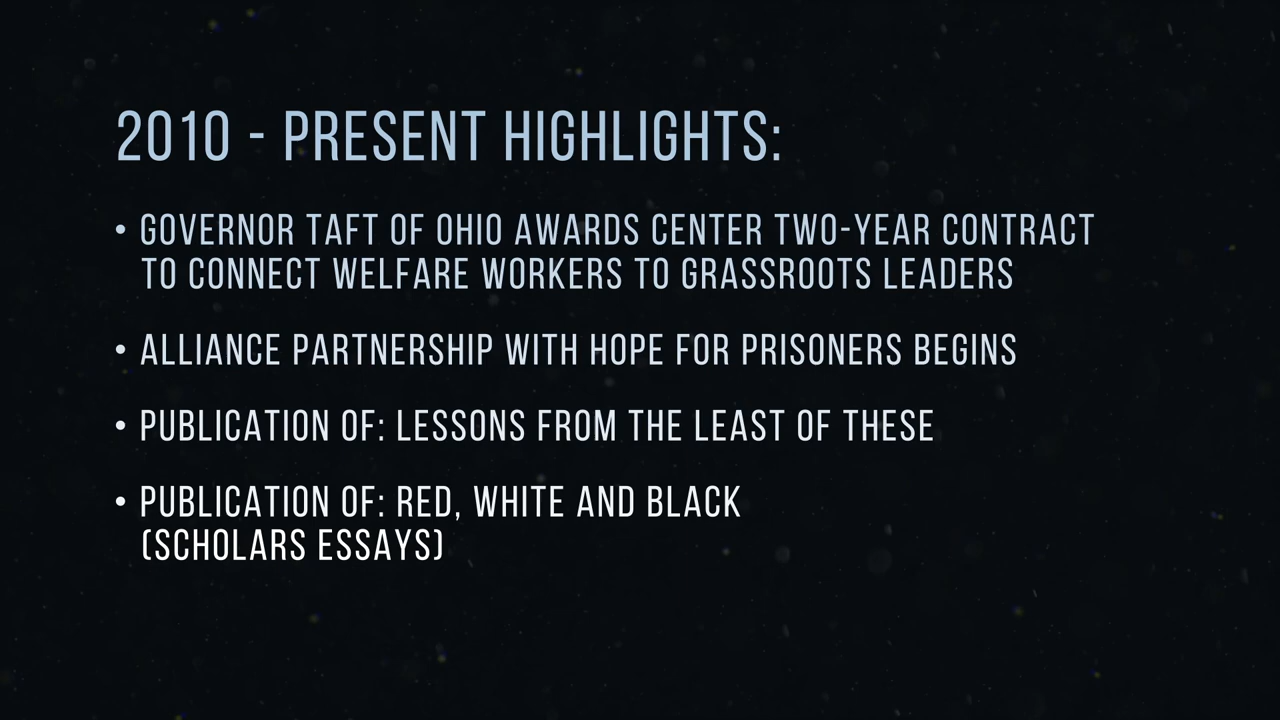 2010 - PRESENT HIGHLIGHTS:
• GOVERNOR TAFT OF OHIO AWARDS CENTER TWO-YEAR CONTRACT
TO CONNECT WELFARE WORKERS TO GRASSROOTS LEADERS
• ALLIANCE PARTNERSHIP WITH HOPE FOR PRISONERS BEGINS
• PUBLICATION OF: LESSONS FROM THE LEAST OF THESE
• PUBLICATION OF: RED, WHITE AND BLACK
(SCHOLARS ESSAYS)